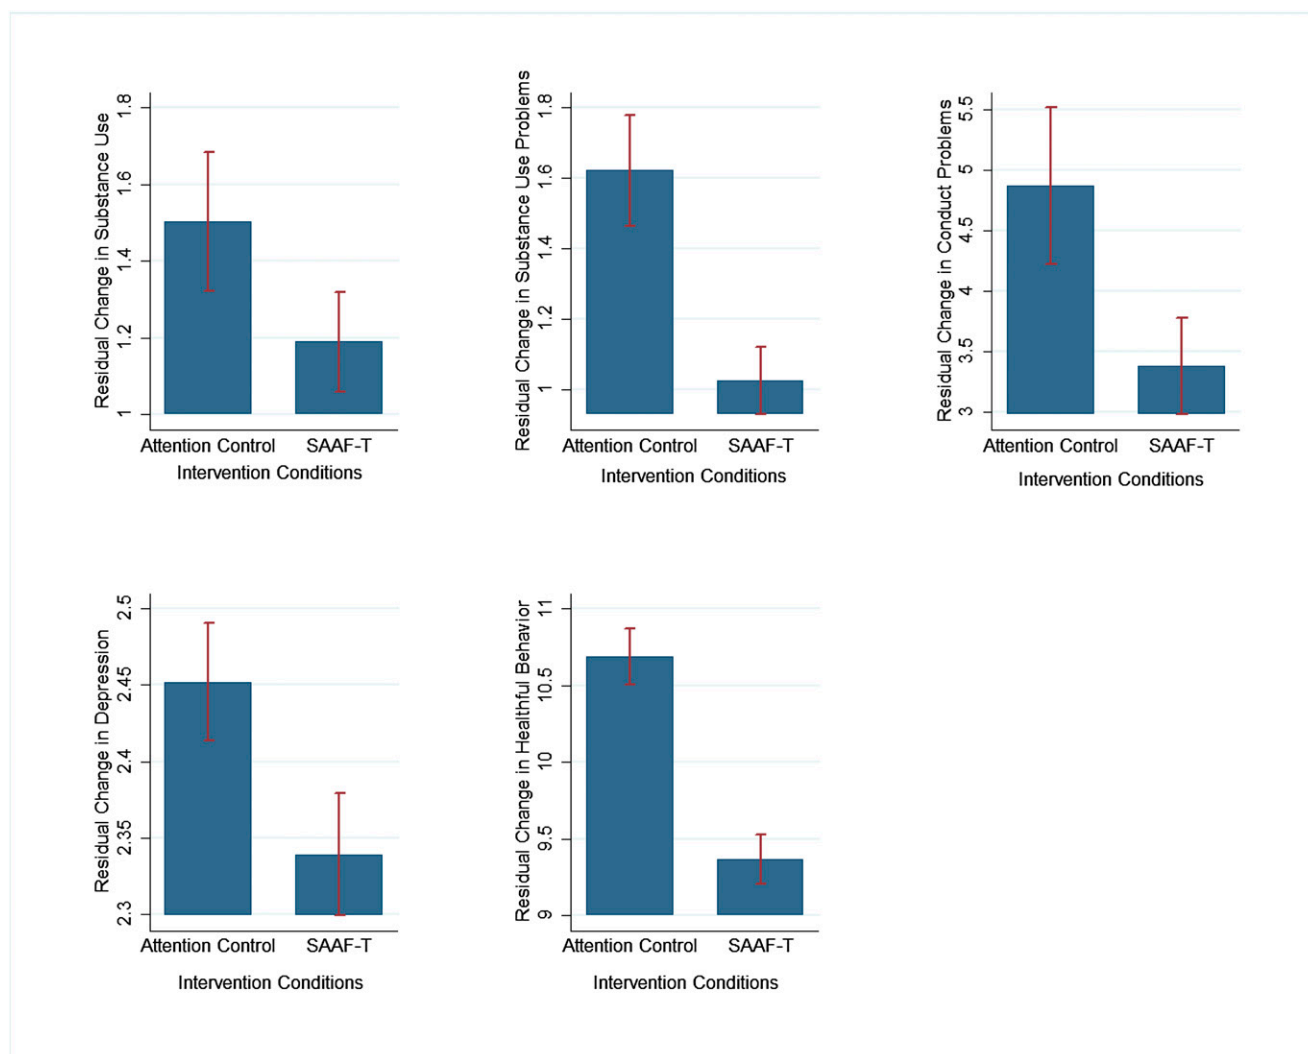 Residual Change in Substance Use
1.8
1.6
1.4
1.2
1
Attention Control SAAF-T
Intervention Conditions
Residual Change in Substance Use Problems
1.8
1.6
1.4
1.2
1
Attention Control SAAF-T
Intervention Conditions
Residual Change in Conduct Problems
5.5
5
4.5
4
3.5
3
Attention Control SAAF-T
Intervention Conditions
Residual Change in Depression
2.5
2.45
2.4
2.35
2.3
Attention Control SAAF-T
Intervention Conditions
Residual Change in Healthful Behavior
11
10.5
10
9.5
9
Attention Control SAAF-T
Intervention Conditions